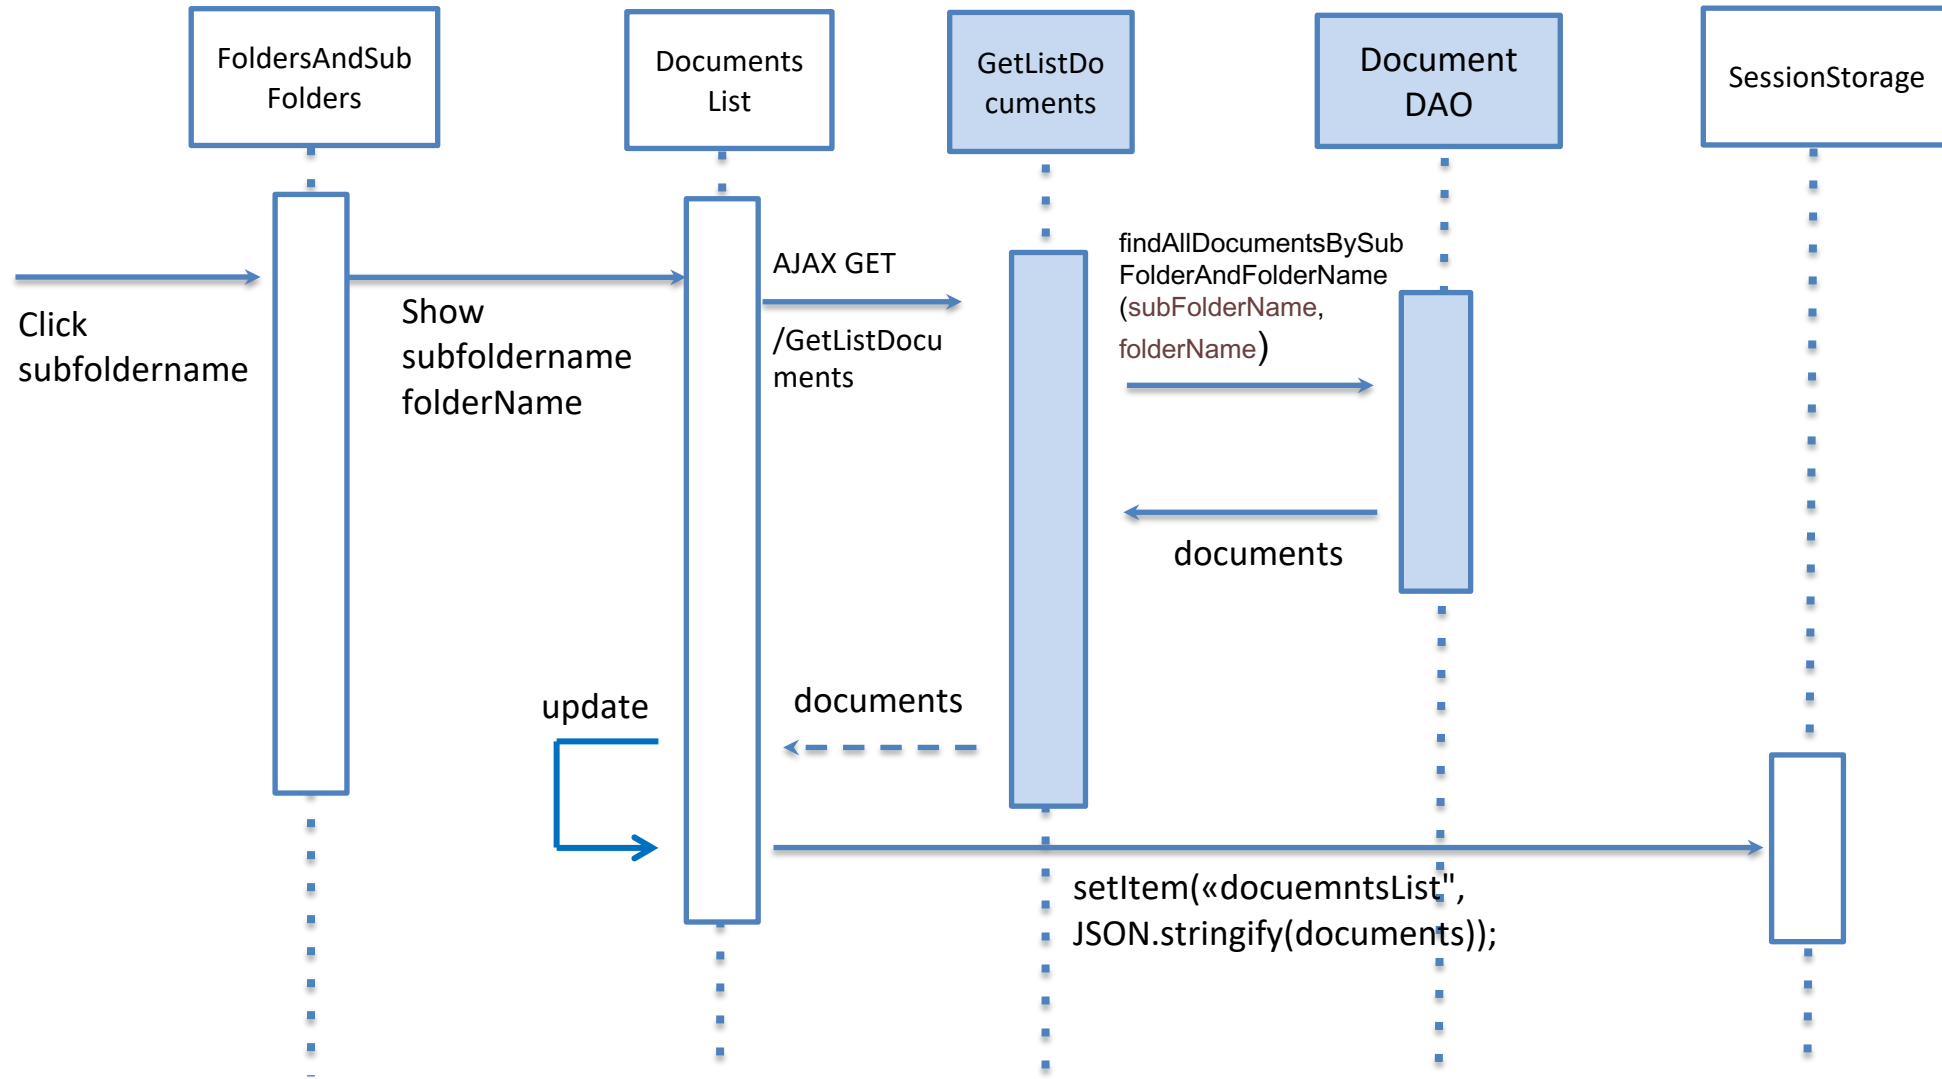 FoldersAndSub
Folders
Documents
List
GetListDo
cuments
Document
DAO
SessionStorage
Click
subfoldername
Show
subfoldername
folderName
AJAX GET
/GetListDocu
ments
findAllDocumentsBySub
FolderAndFolderName
(subFolderName,
folderName)
documents
documents
update
setItem(«docuemntsList",
JSON.stringify(documents));